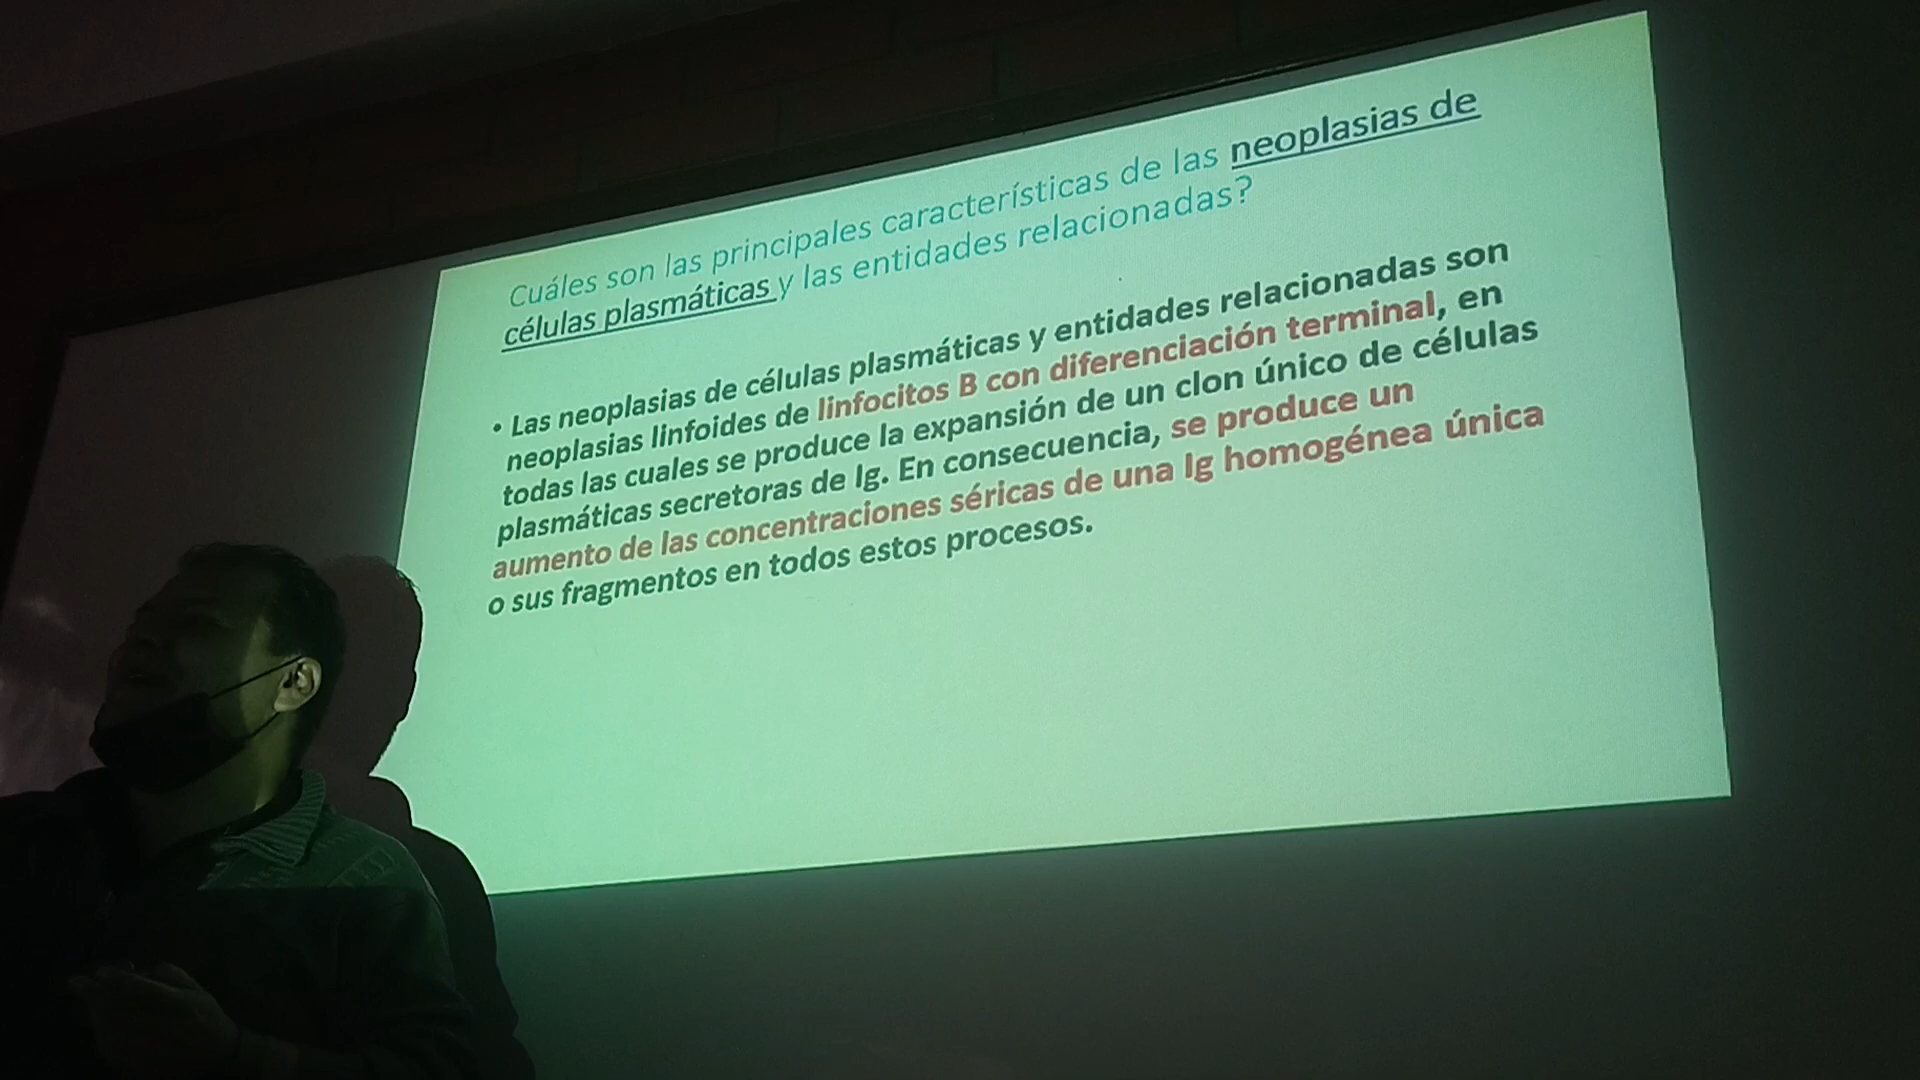 Cuáles son las principales características de las neoplasias de
células plasmáticas y las entidades relacionadas?
• Las neoplasias de células plasmáticas y entidades relacionadas son
neoplasias linfoides de linfocitos B con diferenciación terminal, en
todas las cuales se produce la expansión de un clon único de células
plasmáticas secretoras de Ig. En consecuencia, se produce un
aumento de las concentraciones séricas de una Ig homogénea única
o sus fragmentos en todos estos procesos.